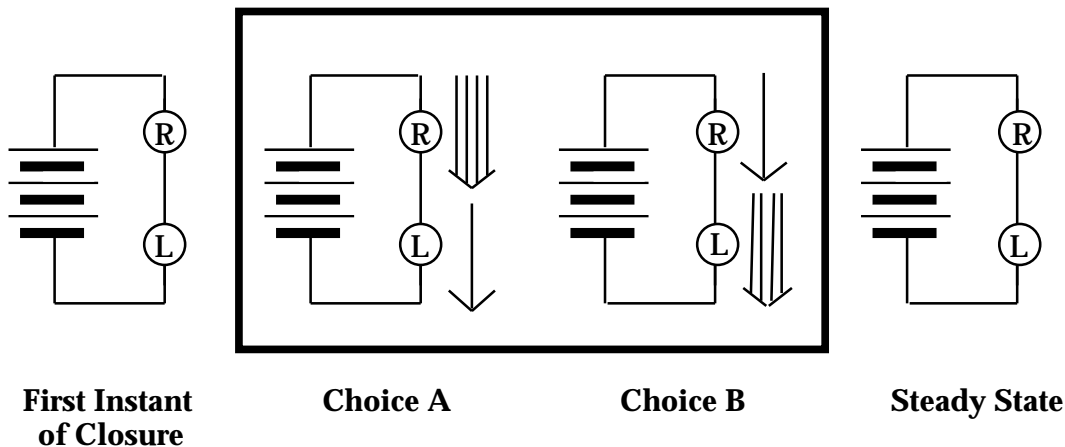 R
L
R
L
R
L
R
L
First Instant
of Closure
Choice A
Choice B
Steady State